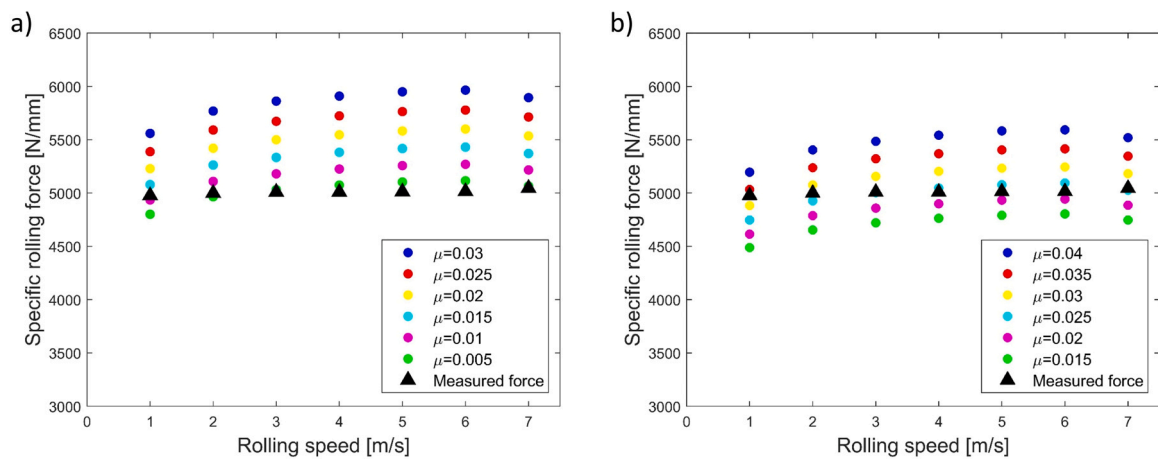 a)
Specific rolling force [N/mm]
6500
6000
5500
5000
4500
4000
3500
3000
0 1 2 3 4 5 6 7
Rolling speed [m/s]
μ=0.03
μ=0.025
μ=0.02
μ=0.015
μ=0.01
μ=0.005
Measured force
b)
Specific rolling force [N/mm]
6500
6000
5500
5000
4500
4000
3500
3000
0 1 2 3 4 5 6 7
Rolling speed [m/s]
μ=0.04
μ=0.035
μ=0.03
μ=0.025
μ=0.02
μ=0.015
Measured force